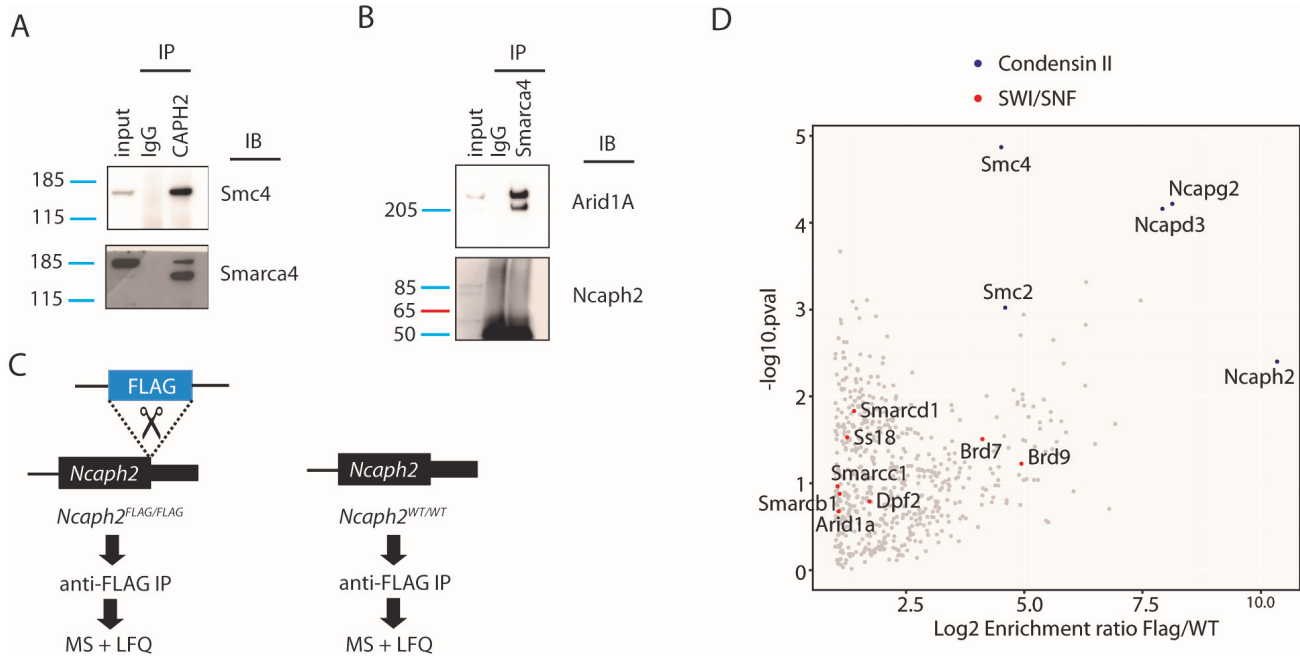 A
IP
input
IgG
CAPH2
IB
185
115
Smc4
185
115
Smarca4
B
IP
input
IgG
Smarca4
IB
205
Arid1A
85
65
50
Ncaph2
C
FLAG
Ncaph2
Ncaph2FLAG/FLAG
anti-FLAG IP
MS + LFQ
Ncaph2
Ncaph2WT/WT
anti-FLAG IP
MS + LFQ
D
Condensin II
SWI/SNF
-log10.pval
5
4
3
2
1
0
Smc4
Ncapg2
Ncapd3
Smc2
Ncaph2
Smarcd1
Ss18
Brd7
Brd9
Smarcc1
Smarcb1
Dpf2
Arid1a
2.5
5.0
7.5
10.0
Log2 Enrichment ratio Flag/WT